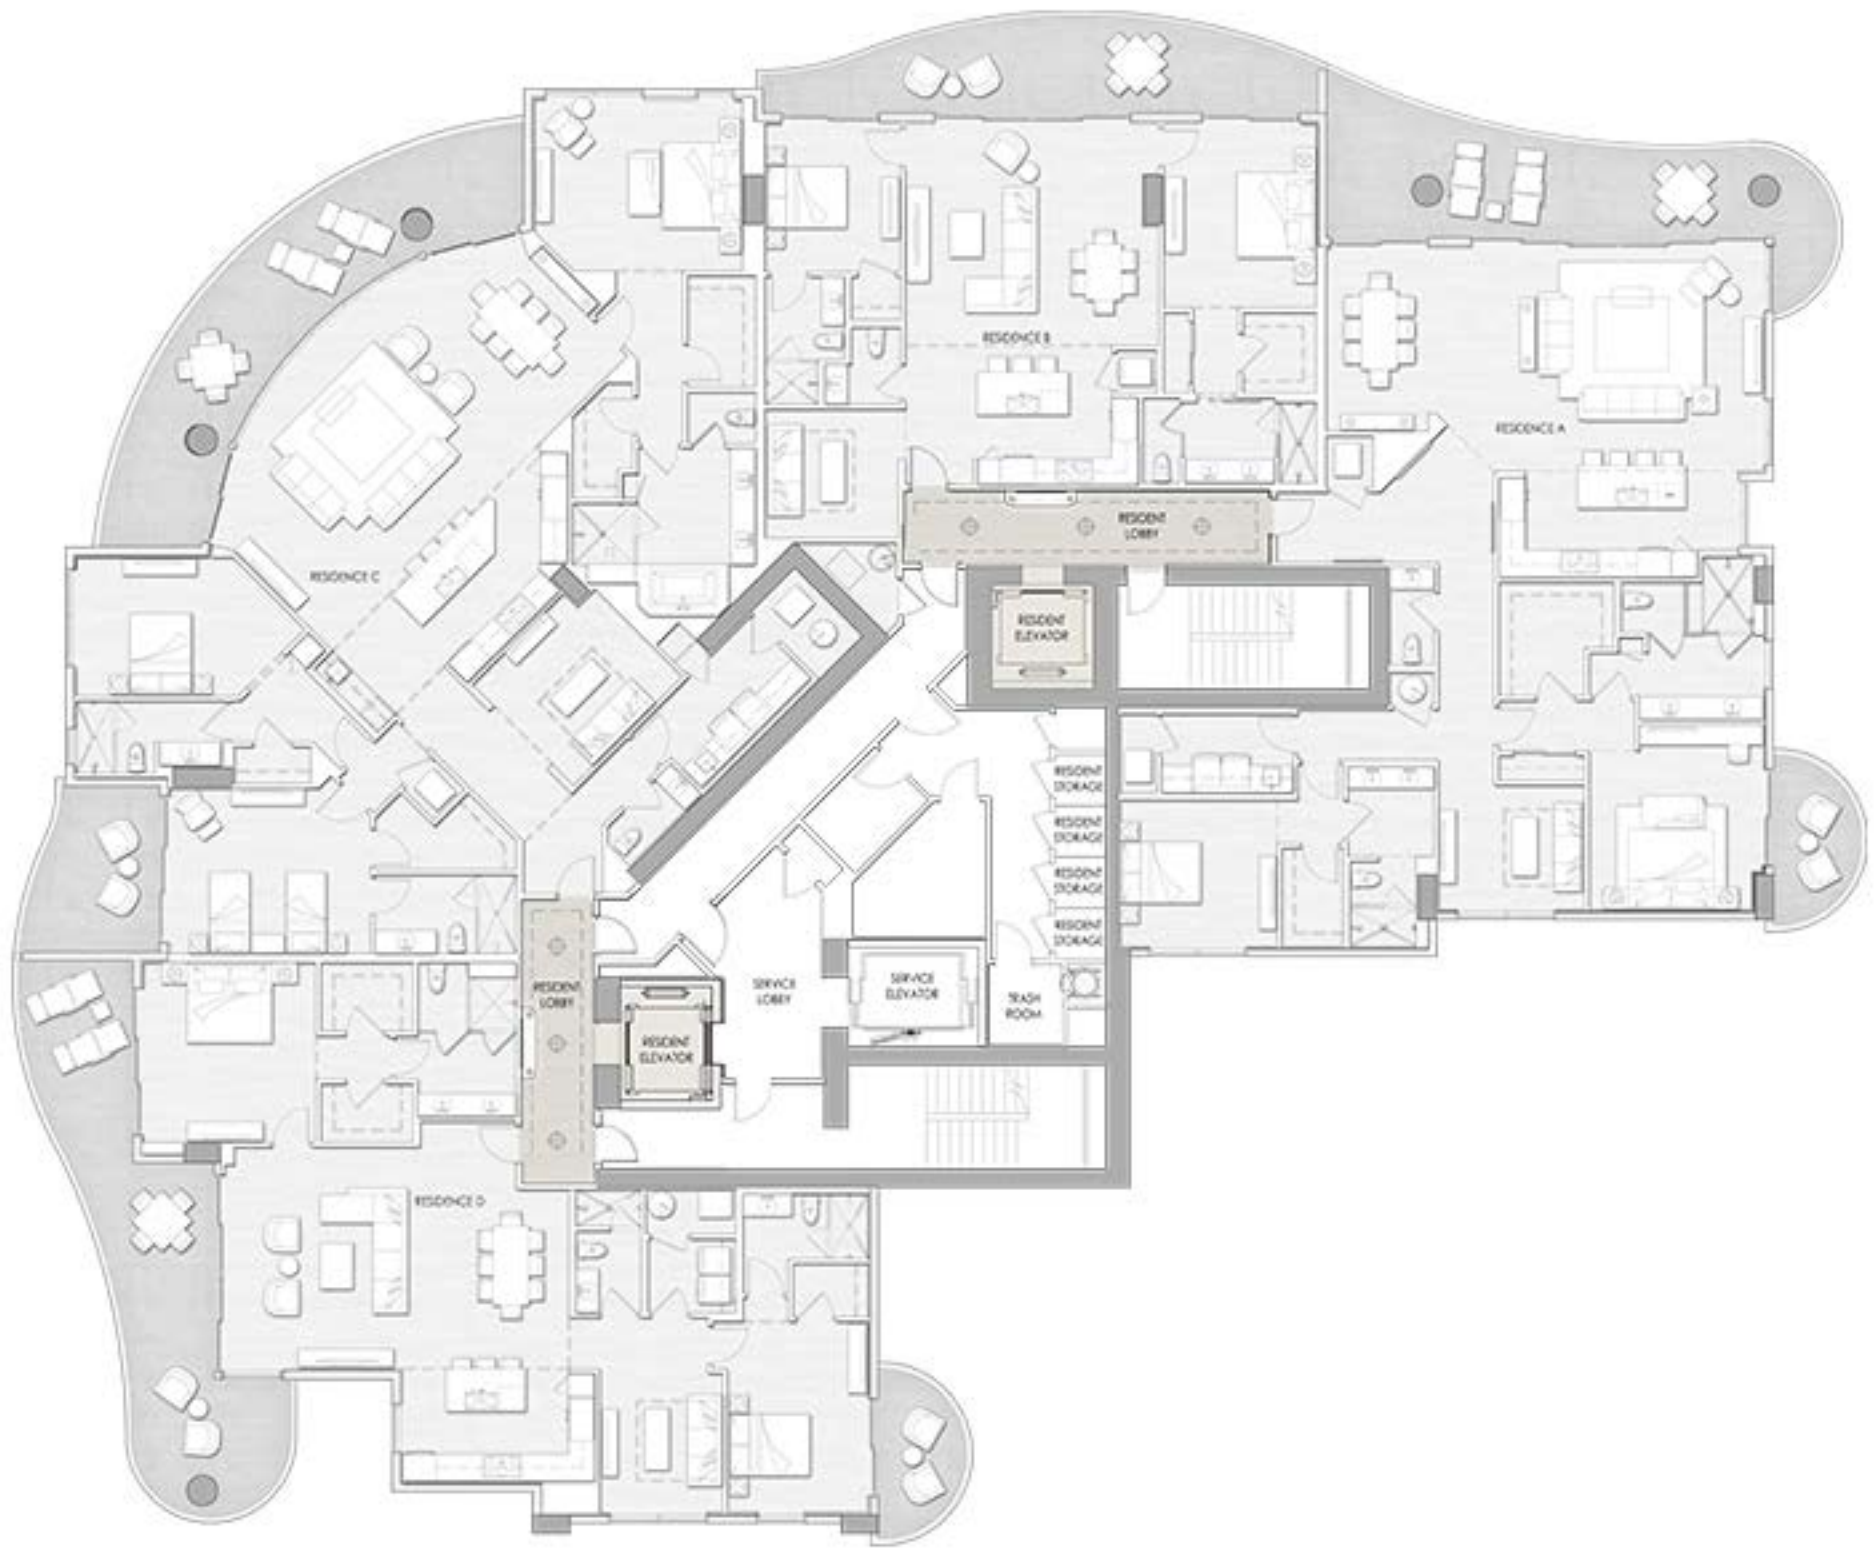 RESIDENCE B
RESIDENCE A
RESIDENT
LOBBY
RESIDENCE C
RESIDENT
ELEVATOR
RESIDENT
STORAGE
RESIDENT
STORAGE
RESIDENT
STORAGE
RESIDENT
STORAGE
RESIDENT
LOBBY
SERVICE
LOBBY
SERVICE
ELEVATOR
TRASH
ROOM
RESIDENT
ELEVATOR
RESIDENCE D